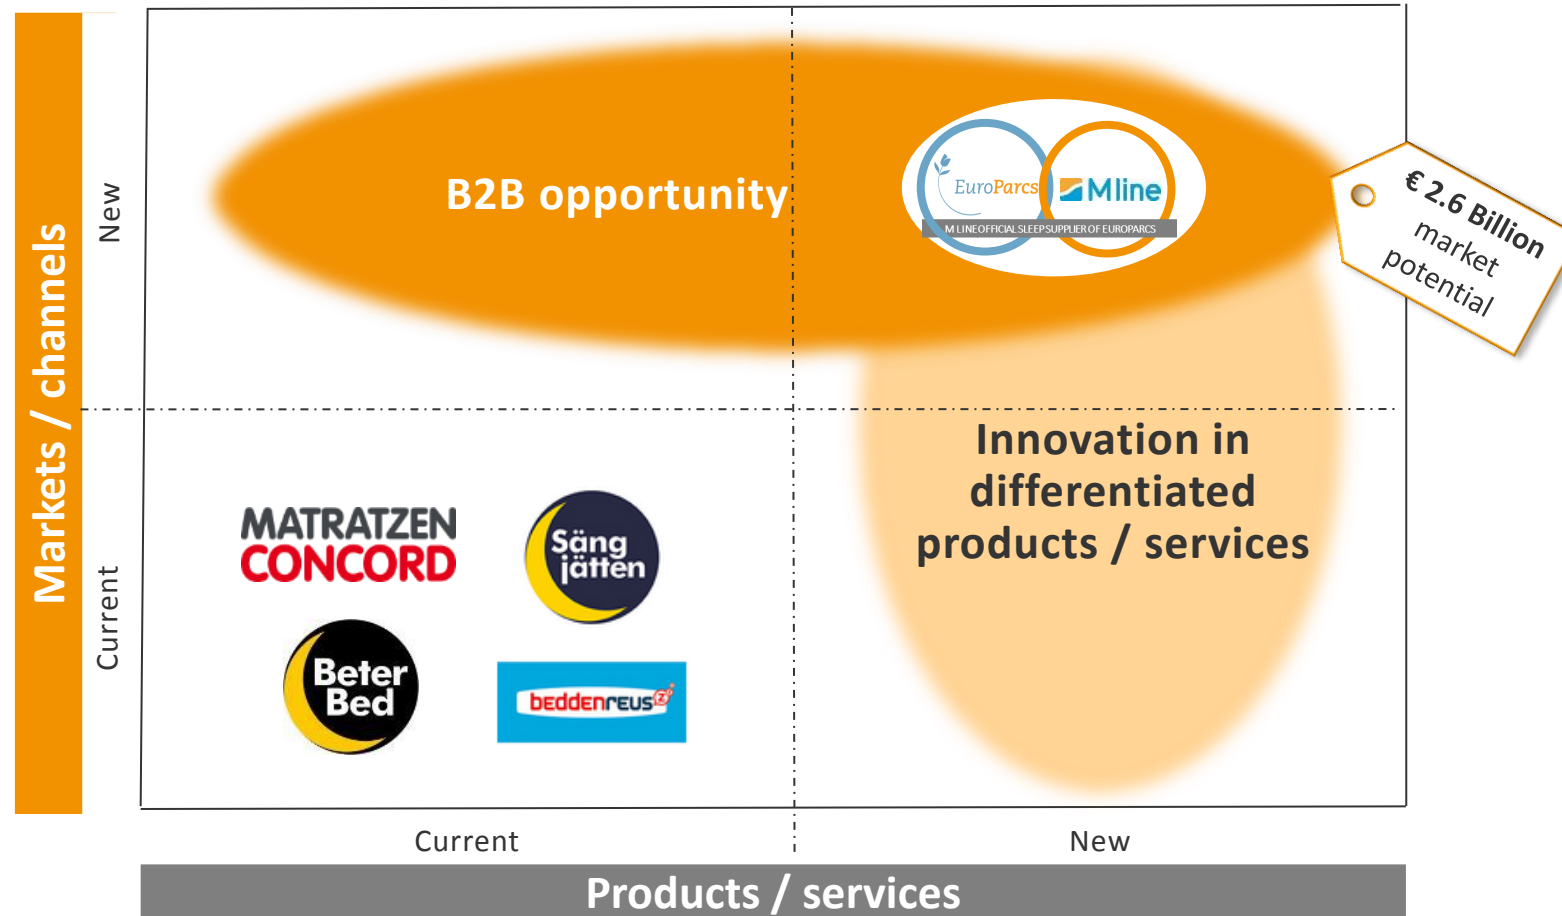 Markets / channels
New
Current
B2B opportunity
EuroParcs
M line
M LINE OFFICIAL SLEEP SUPPLIER OF EUROPARCS
€ 2.6 Billion
market
potential
Innovation in
differentiated
products / services
MATRATZEN
CONCORD
Säng
jätten
Beter
Bed
beddenreus
Current
New
Products / services